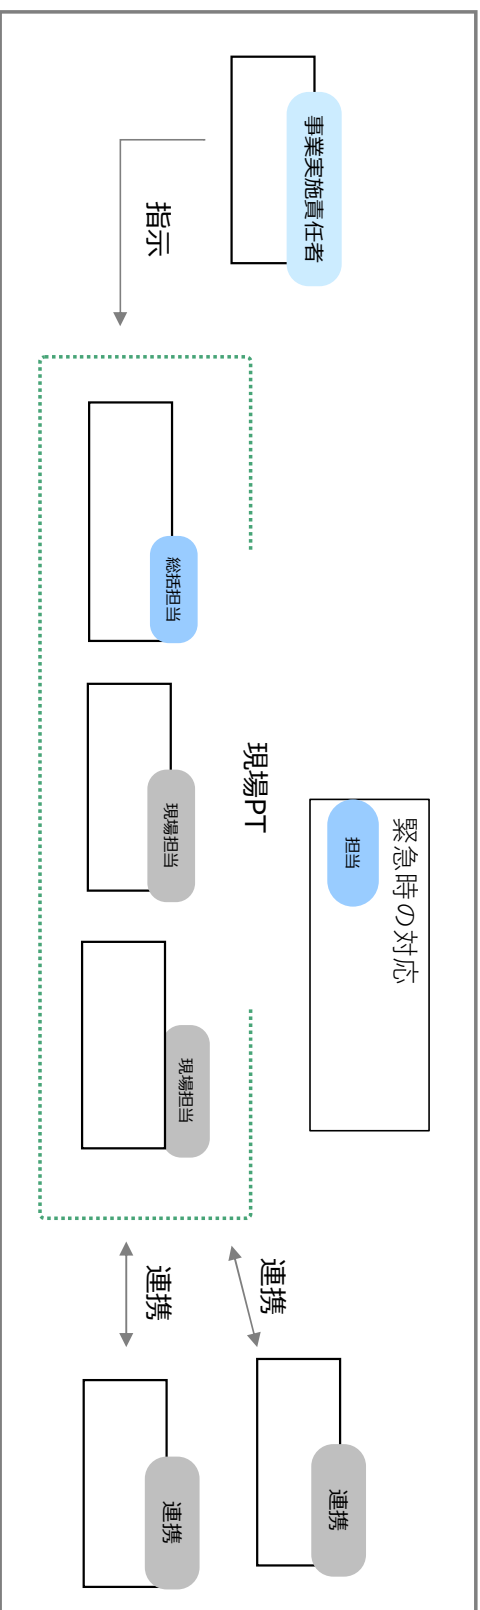 緊急時の対応
担当
事業実施責任者
指示
現場PT
総括担当
現場担当
現場担当
連携
連携
連携
連携